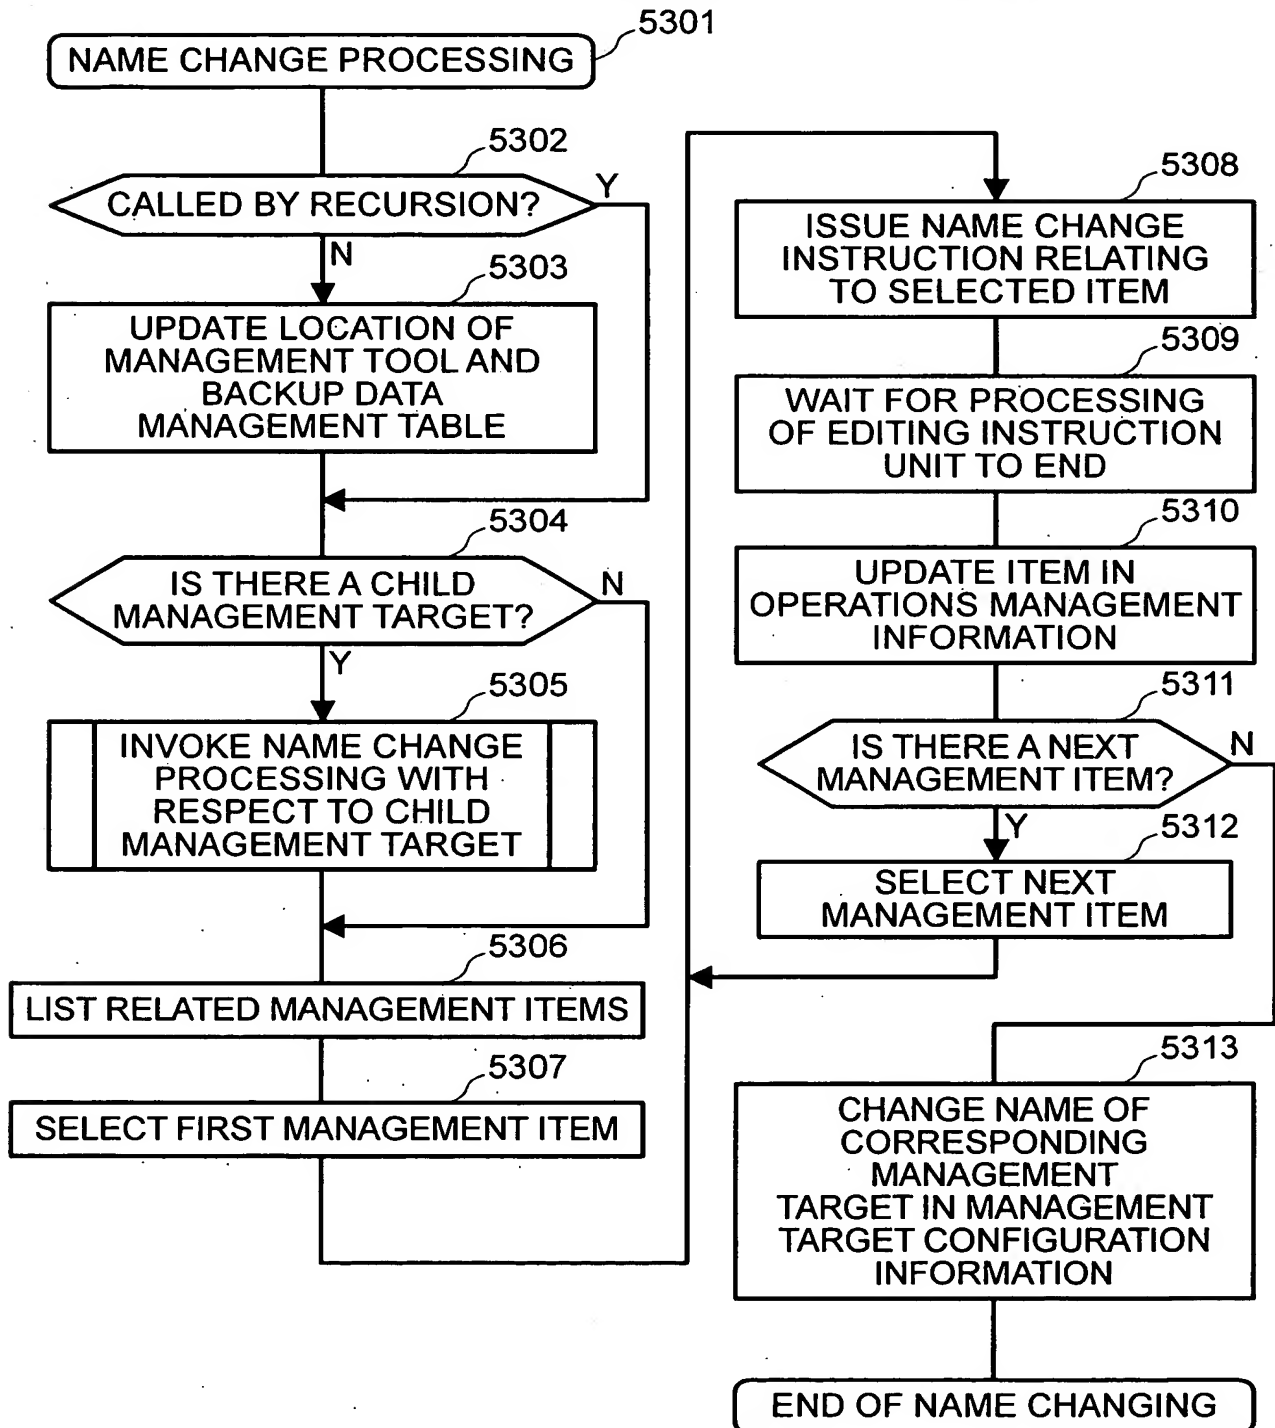 5301
NAME CHANGE PROCESSING
5302
CALLED BY RECURSION?
Y
N
5303
UPDATE LOCATION OF
MANAGEMENT TOOL AND
BACKUP DATA
MANAGEMENT TABLE
5304
IS THERE A CHILD
MANAGEMENT TARGET?
N
Y
5305
INVOKE NAME CHANGE
PROCESSING WITH
RESPECT TO CHILD
MANAGEMENT TARGET
5306
LIST RELATED MANAGEMENT ITEMS
5307
SELECT FIRST MANAGEMENT ITEM
5308
ISSUE NAME CHANGE
INSTRUCTION RELATING
TO SELECTED ITEM
5309
WAIT FOR PROCESSING
OF EDITING INSTRUCTION
UNIT TO END
5310
UPDATE ITEM IN
OPERATIONS MANAGEMENT
INFORMATION
5311
IS THERE A NEXT
MANAGEMENT ITEM?
N
Y
5312
SELECT NEXT
MANAGEMENT ITEM
5313
CHANGE NAME OF
CORRESPONDING
MANAGEMENT
TARGET IN MANAGEMENT
TARGET CONFIGURATION
INFORMATION
END OF NAME CHANGING